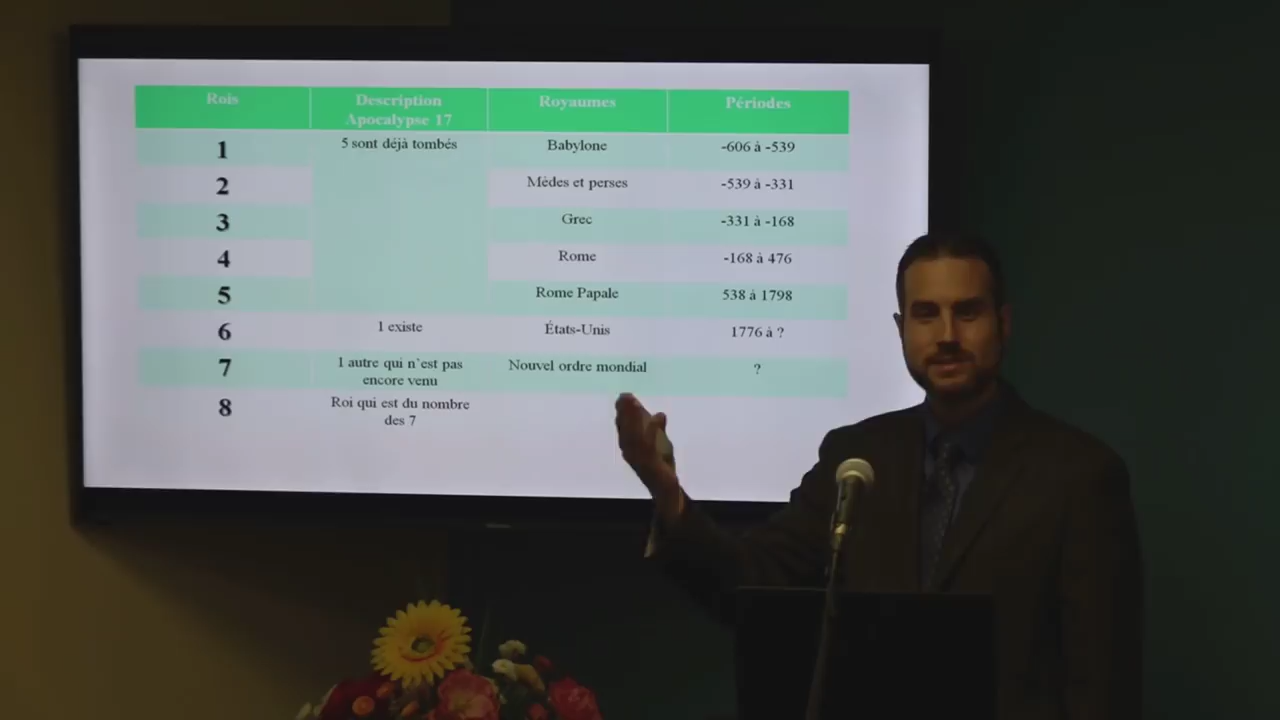 Rois Description Apocalypse 17 Royaumes Périodes
1 5 sont déjà tombés Babylone -606 à -539
2 Mèdes et perses -539 à -331
3 Grec -331 à -168
4 Rome -168 à 476
5 Rome Papale 538 à 1798
6 1 existe États-Unis 1776 à ?
7 1 autre qui n`est pas encore venu Nouvel ordre mondial ?
8 Roi qui est du nombre des 7